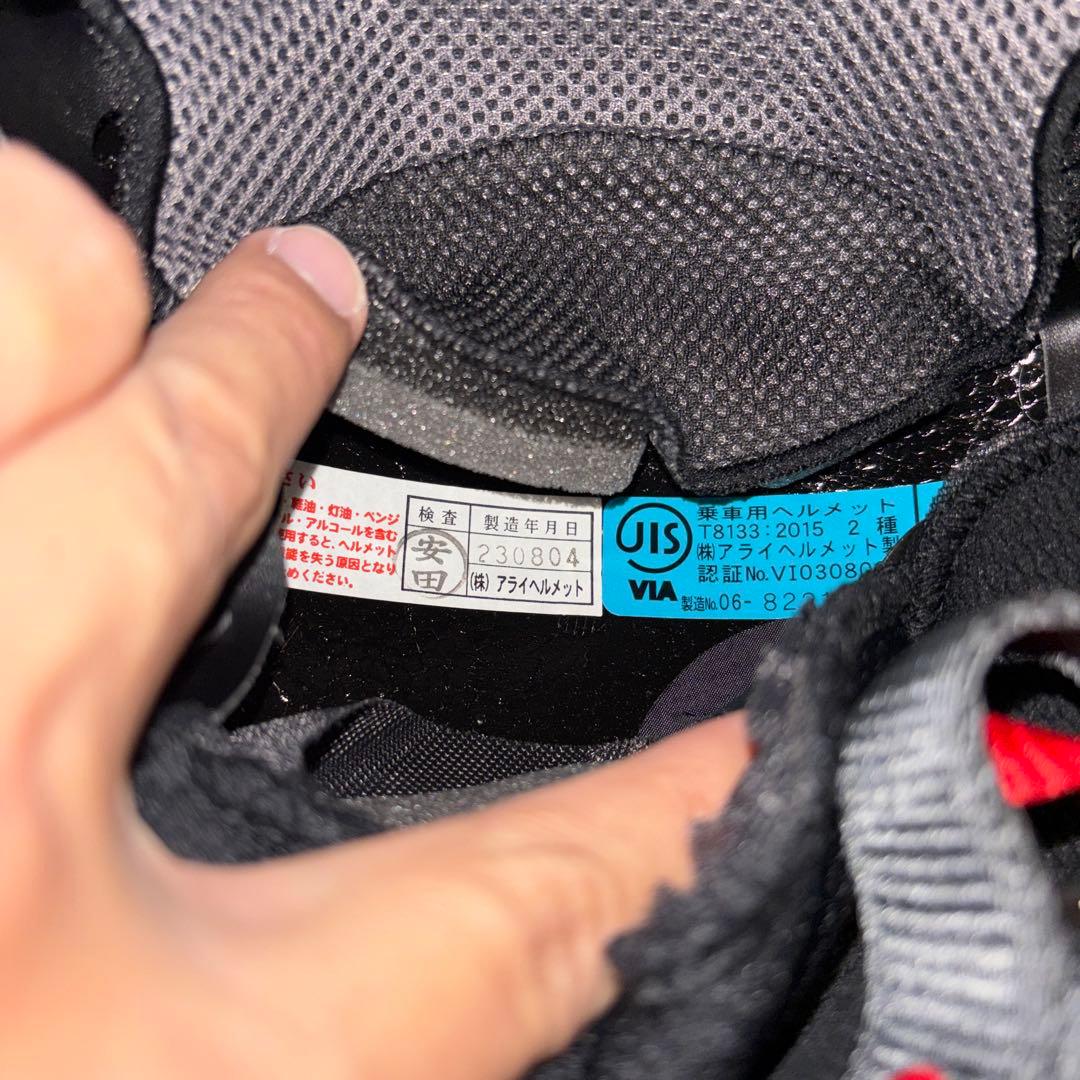 さい
軽油・灯油・ベンジ
ル・アルコールを含む
使用すると、ヘルメット
能を失う原因となり
めください。
検査 製造年月日
安田 230804
(株) アライヘルメット
JIS
VIA
乗車用ヘルメット
T8133:2015 2種
(株)アライヘルメット製
認証No.VI03080
製造No.06- 822